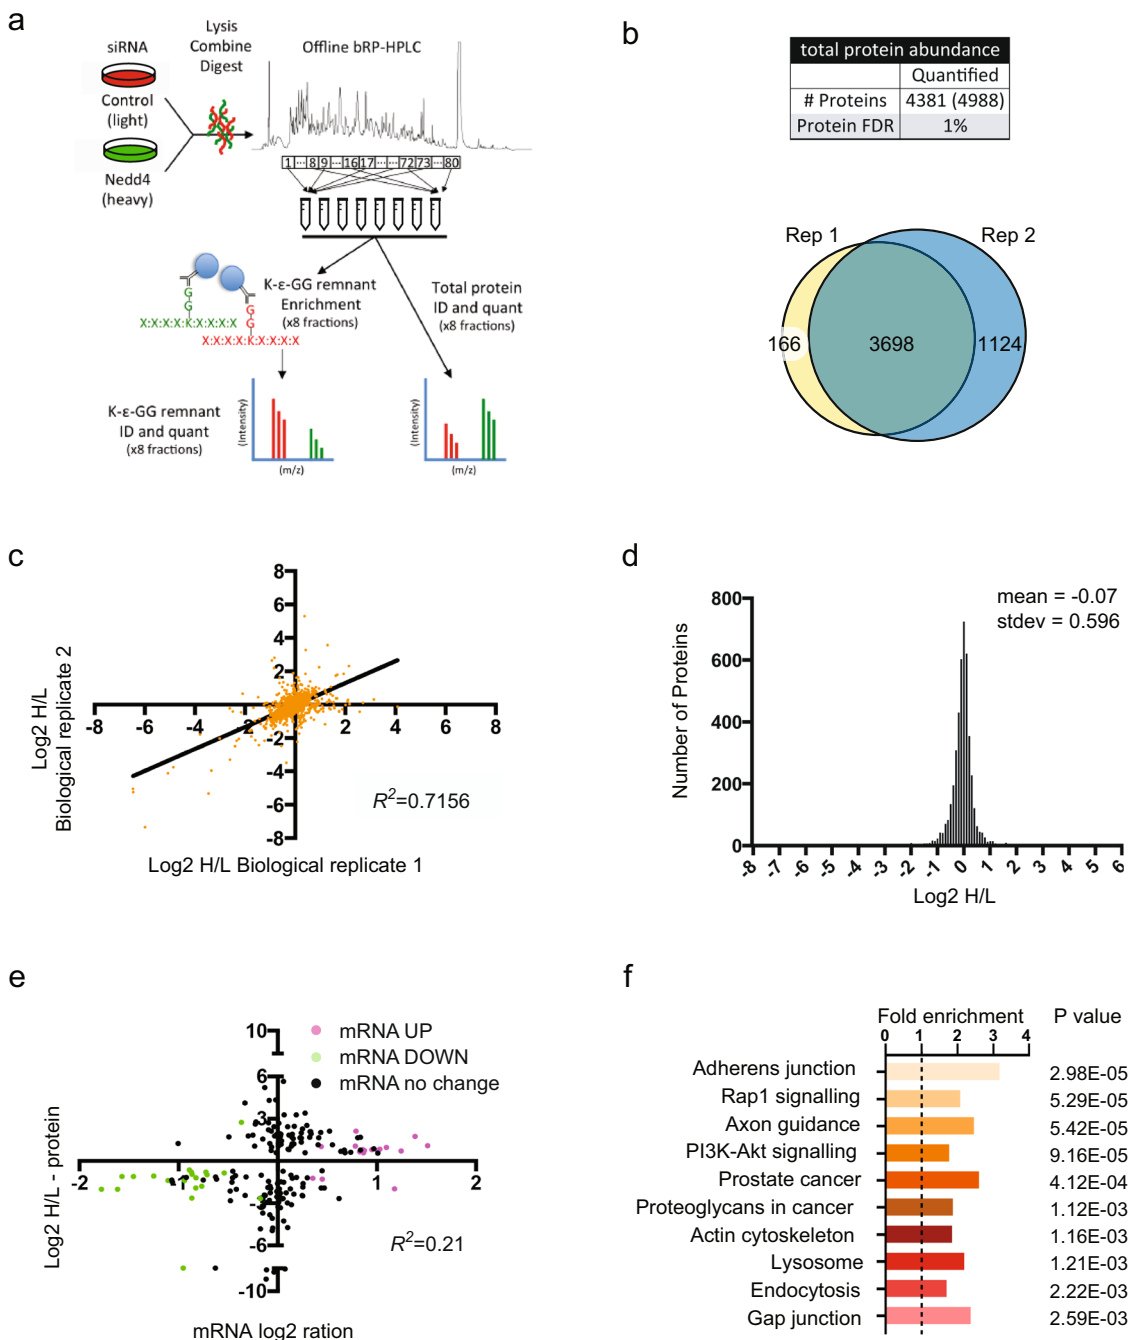 a
siRNA
Control
(light)
Nedd4
(heavy)
Lysis
Combine
Digest
Offline bRP-HPLC
1 ··· 8 9 ··· 16 17 ··· ··· 72 73 ··· 80
G
G
X:X:X:X:K:X:X:X:X
G
G
X:X:X:X:K:X:X:X:X
K-ε-GG remnant
Enrichment
(x8 fractions)
Total protein
ID and quant
(x8 fractions)
K-ε-GG remnant
ID and quant
(x8 fractions)
(Intensity)
(m/z)
(Intensity)
(m/z)
b
total protein abundance
Quantified
# Proteins 4381 (4988)
Protein FDR 1%
Rep 1
Rep 2
166
3698
1124
c
Log2 H/L
Biological replicate 2
8
6
4
2
-2
-4
-6
-8
-8 -6 -4 -2 2 4 6 8
R²=0.7156
Log2 H/L Biological replicate 1
d
mean = -0.07
stdev = 0.596
Number of Proteins
800
600
400
200
0
-8 -7 -6 -5 -4 -3 -2 -1 0 1 2 3 4 5 6
Log2 H/L
e
mRNA UP
mRNA DOWN
mRNA no change
Log2 H/L - protein
10
6
3
-3
-6
-10
-2 -1 1 2
R²=0.21
mRNA log2 ration
f
Fold enrichment
P value
0 1 2 3 4
Adherens junction 2.98E-05
Rap1 signalling 5.29E-05
Axon guidance 5.42E-05
PI3K-Akt signalling 9.16E-05
Prostate cancer 4.12E-04
Proteoglycans in cancer 1.12E-03
Actin cytoskeleton 1.16E-03
Lysosome 1.21E-03
Endocytosis 2.22E-03
Gap junction 2.59E-03